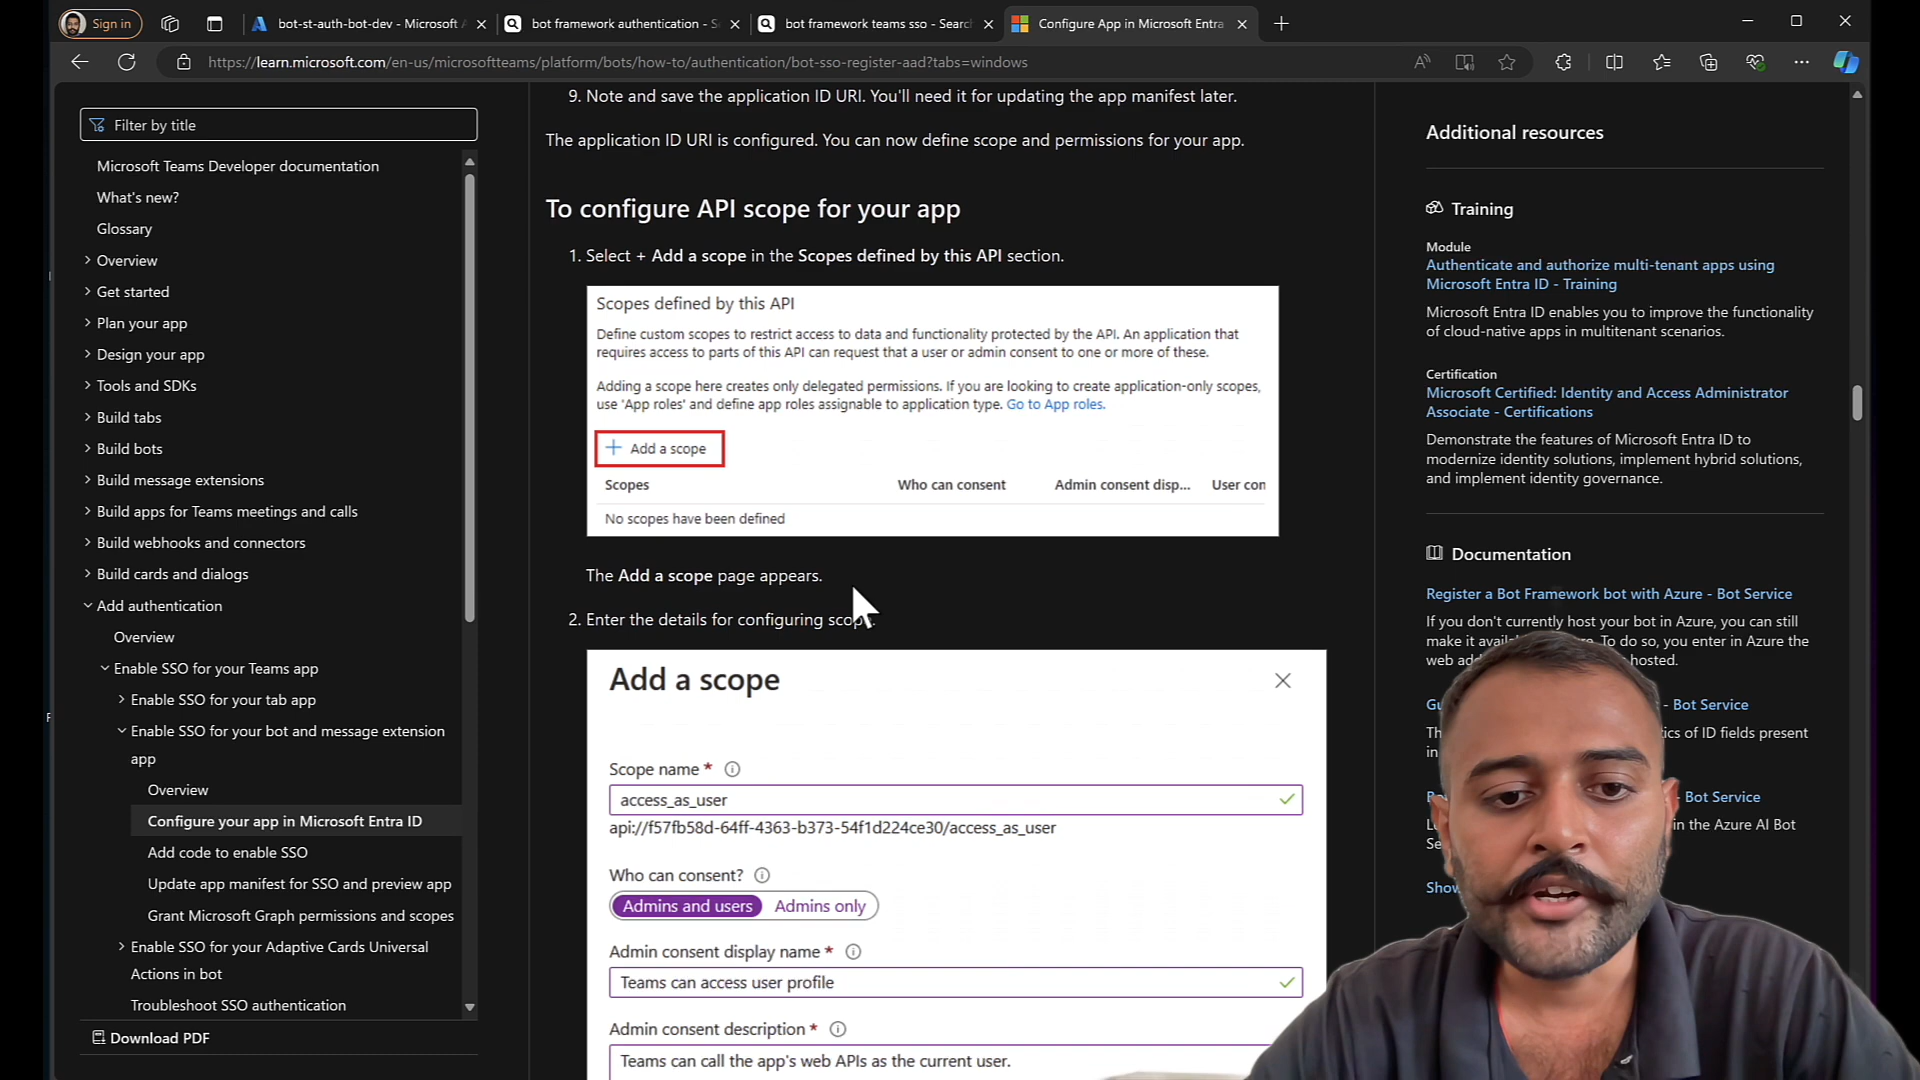 Sign in
bot-st-auth-bot-dev - Microsoft A
bot framework authentication - S
bot framework teams sso - Search
Configure App in Microsoft Entra
https://learn.microsoft.com/en-us/microsoftteams/platform/bots/how-to/authentication/bot-sso-register-aad?tabs=windows
Filter by title
Microsoft Teams Developer documentation
What's new?
Glossary
Overview
Get started
Plan your app
Design your app
Tools and SDKs
Build tabs
Build bots
Build message extensions
Build apps for Teams meetings and calls
Build webhooks and connectors
Build cards and dialogs
Add authentication
Overview
Enable SSO for your Teams app
Enable SSO for your tab app
Enable SSO for your bot and message extension
app
Overview
Configure your app in Microsoft Entra ID
Add code to enable SSO
Update app manifest for SSO and preview app
Grant Microsoft Graph permissions and scopes
Enable SSO for your Adaptive Cards Universal
Actions in bot
Troubleshoot SSO authentication
Download PDF
9. Note and save the application ID URI. You'll need it for updating the app manifest later.
The application ID URI is configured. You can now define scope and permissions for your app.
To configure API scope for your app
1. Select + Add a scope in the Scopes defined by this API section.
Scopes defined by this API
Define custom scopes to restrict access to data and functionality protected by the API. An application that
requires access to parts of this API can request that a user or admin consent to one or more of these.
Adding a scope here creates only delegated permissions. If you are looking to create application-only scopes,
use 'App roles' and define app roles assignable to application type. Go to App roles.
+ Add a scope
Scopes Who can consent Admin consent disp... User con
No scopes have been defined
The Add a scope page appears.
2. Enter the details for configuring scope.
Add a scope
Scope name *
access_as_user
api://f57fb58d-64ff-4363-b373-54f1d224ce30/access_as_user
Who can consent?
Admins and users Admins only
Admin consent display name *
Teams can access user profile
Admin consent description *
Teams can call the app's web APIs as the current user.
Additional resources
Training
Module
Authenticate and authorize multi-tenant apps using
Microsoft Entra ID - Training
Microsoft Entra ID enables you to improve the functionality
of cloud-native apps in multitenant scenarios.
Certification
Microsoft Certified: Identity and Access Administrator
Associate - Certifications
Demonstrate the features of Microsoft Entra ID to
modernize identity solutions, implement hybrid solutions,
and implement identity governance.
Documentation
Register a Bot Framework bot with Azure - Bot Service
If you don't currently host your bot in Azure, you can still
make it To do so, you enter in Azure the
web hosted.
- Bot Service
ics of ID fields present
in
- Bot Service
in the Azure AI Bot